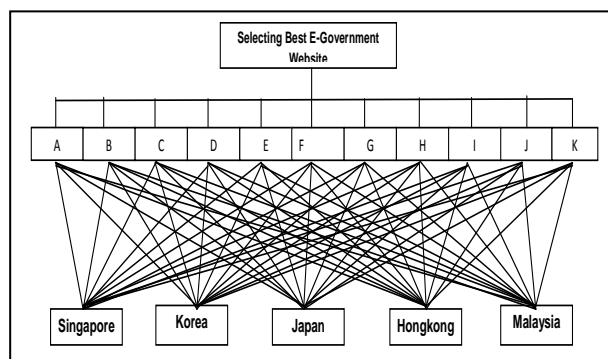 Selecting Best E-Government
Website
A B C D E F G H I J K
Singapore Korea Japan Hongkong Malaysia